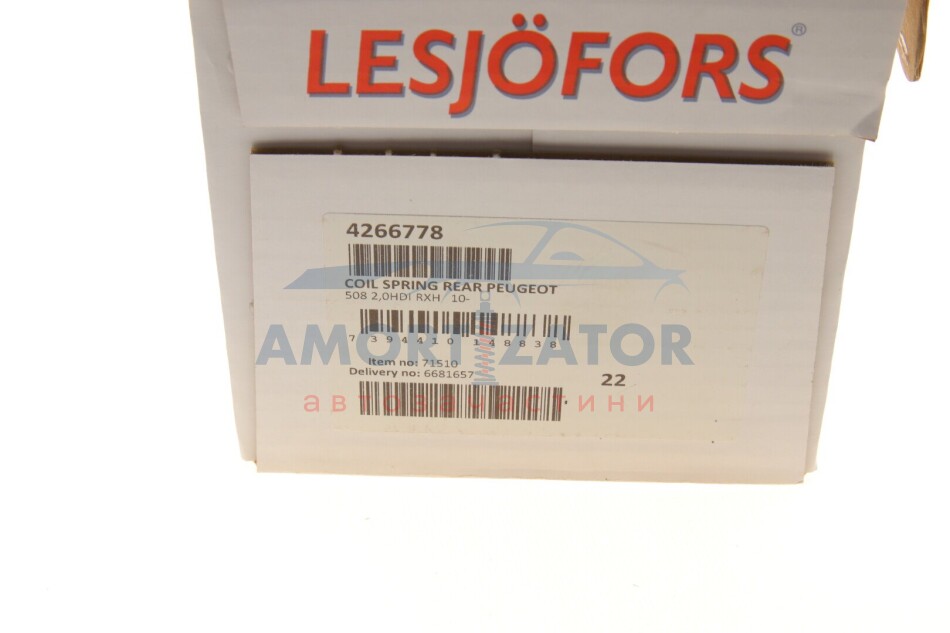 LESJÖFORS®
4266778
COIL SPRING REAR PEUGEOT
508 2,0HDI RXH / 10-
AMORTIZATOR
7 394410 148838
Item no: 71510
Delivery no: 6681657
22
автозапчастини